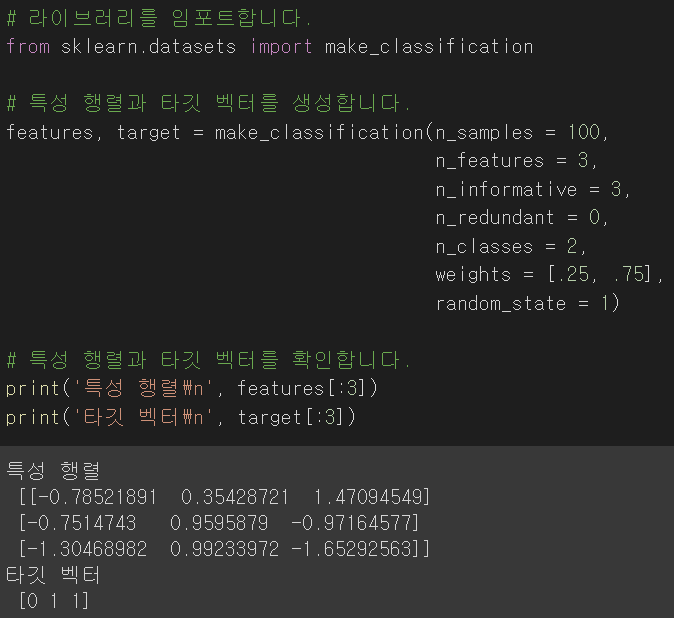 # 라이브러리를 임포트합니다.
from sklearn.datasets import make_classification
# 특성 행렬과 타깃 벡터를 생성합니다.
features, target = make_classification(n_samples = 100,
n_features = 3,
n_informative = 3,
n_redundant = 0,
n_classes = 2,
weights = [.25, .75],
random_state = 1)
# 특성 행렬과 타깃 벡터를 확인합니다.
print('특성 행렬₩n', features[:3])
print('타깃 벡터₩n', target[:3])
특성 행렬
[[-0.78521891 0.35428721 1.47094549]
[-0.7514743 0.9595879 -0.97164577]
[-1.30468982 0.99233972 -1.65292563]]
타깃 벡터
[0 1 1]